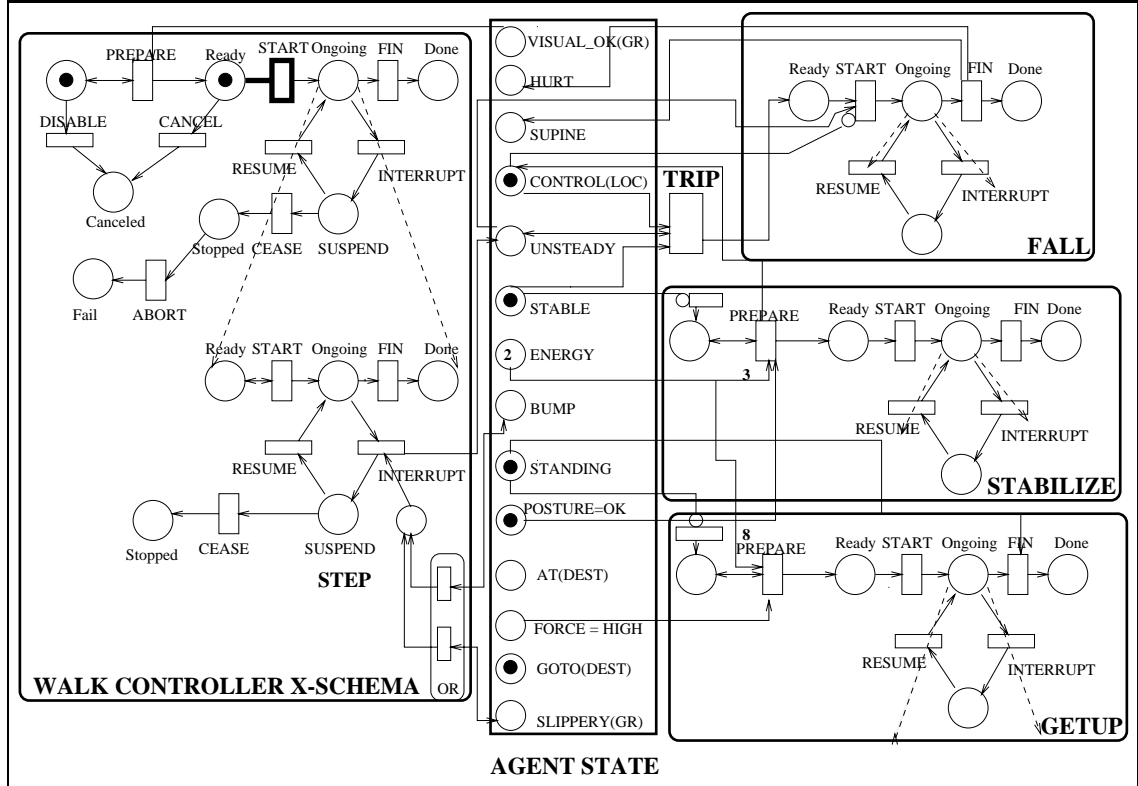 PREPARE
Ready
START
Ongoing
FIN
Done
DISABLE
CANCEL
RESUME
INTERRUPT
Canceled
Stopped
CEASE
SUSPEND
Fail
ABORT
Ready
START
Ongoing
FIN
Done
RESUME
INTERRUPT
Stopped
CEASE
SUSPEND
STEP
OR
WALK CONTROLLER X-SCHEMA
VISUAL_OK(GR)
HURT
SUPINE
CONTROL(LOC)
UNSTEADY
STABLE
2 ENERGY
BUMP
STANDING
POSTURE=OK
AT(DEST)
FORCE = HIGH
GOTO(DEST)
SLIPPERY(GR)
AGENT STATE
TRIP
Ready
START
Ongoing
FIN
Done
RESUME
INTERRUPT
FALL
PREPARE
Ready
START
Ongoing
FIN
Done
3
RESUME
INTERRUPT
STABILIZE
8
PREPARE
Ready
START
Ongoing
FIN
Done
RESUME
INTERRUPT
GETUP